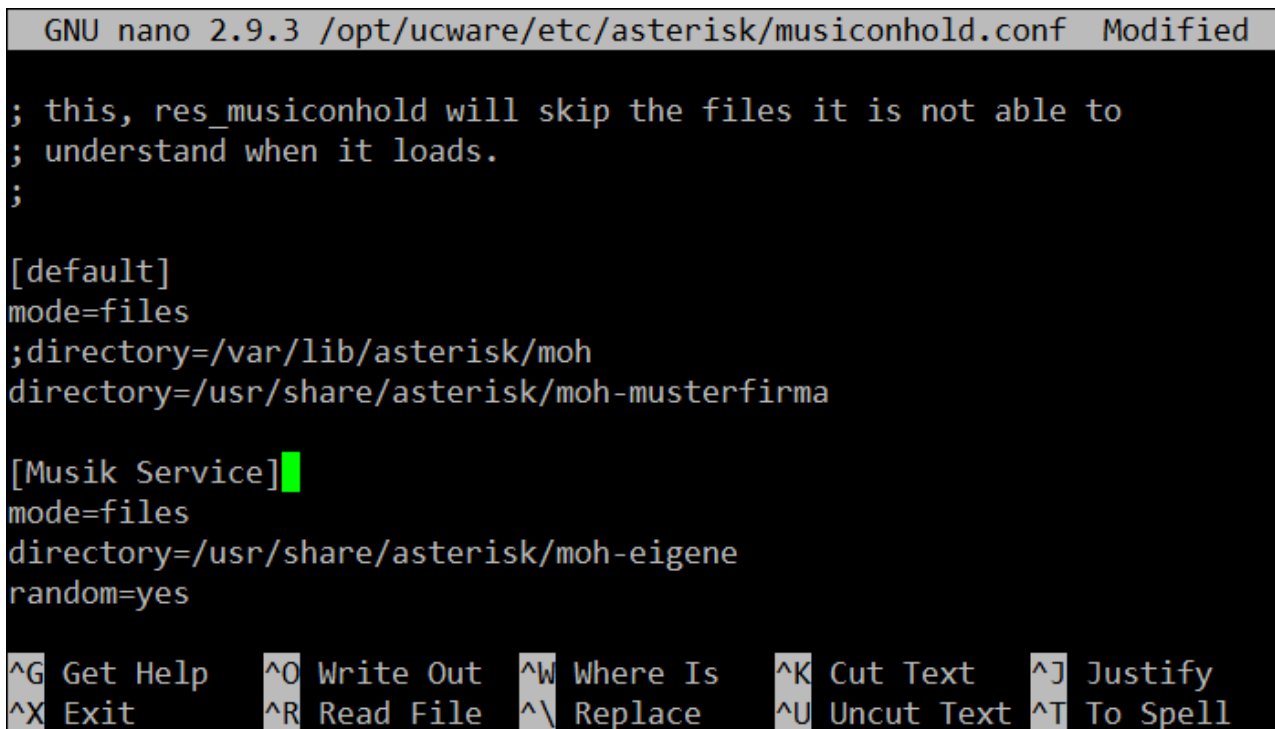 GNU nano 2.9.3 /opt/ucware/etc/asterisk/musiconhold.conf Modified
; this, res_musiconhold will skip the files it is not able to
; understand when it loads.
;
[default]
mode=files
;directory=/var/lib/asterisk/moh
directory=/usr/share/asterisk/moh-musterfirma
[Musik Service]
mode=files
directory=/usr/share/asterisk/moh-eigene
random=yes
^G Get Help ^O Write Out ^W Where Is ^K Cut Text ^J Justify
^X Exit ^R Read File ^\ Replace ^U Uncut Text ^T To Spell